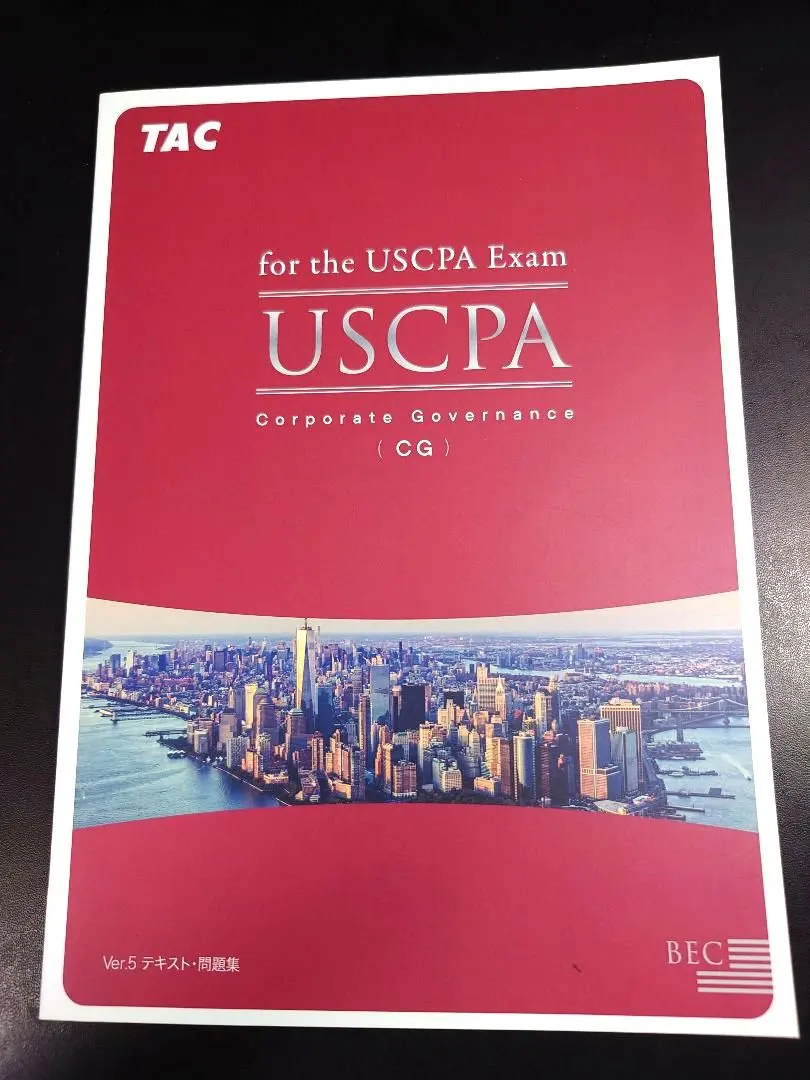 TAC
for the USCPA Exam
USCPA
Corporate Governance
( CG )
Ver.5 テキスト・問題集
BEC